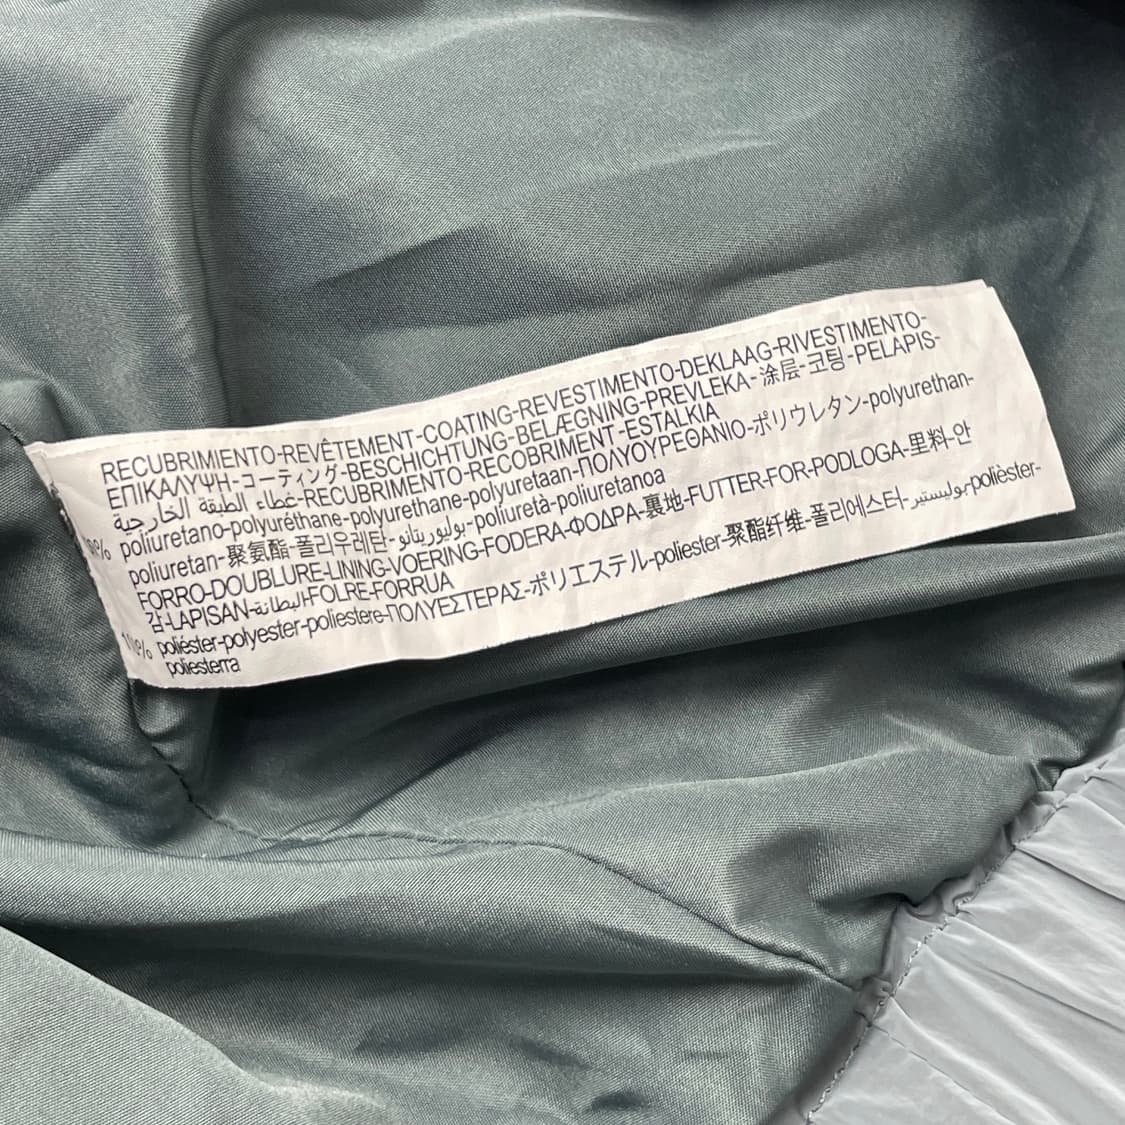 RECUBRIMIENTO-REVÊTEMENT-COATING-REVESTIMENTO-DEKLAAG-RIVESTIMENTO-
ΕΠΙΚΑΛΥΨΗ-コーティング-BESCHICHTUNG-BELÆGNING-PREVLEKA-涂层-코팅-PELAPIS-
غطاء الطبقة الخارجية-RECUBRIMENTO-RECOBRIMENT-ESTALKIA
poliuretano-polyuréthane-polyurethane-polyuretaan-ΠΟΛΥΟΥΡΕΘΑΝΙΟ-ポリウレタン-polyurethan-
poliuretan-聚氨酯-폴리우레탄-بوليوريتانو-poliuretà-poliuretanoa
FORRO-DOUBLURE-LINING-VOERING-FODERA-ΦΟΔΡΑ-裏地-FUTTER-FOR-PODLOGA-里料-안
감-LAPISAN-البطانة-FOLRE-FORRUA
poliéster-polyester-poliestere-ΠΟΛΥΕΣΤΕΡΑΣ-ポリエステル-poliester-聚酯纤维-폴리에스터-بوليستير-polièster-
poliesterra